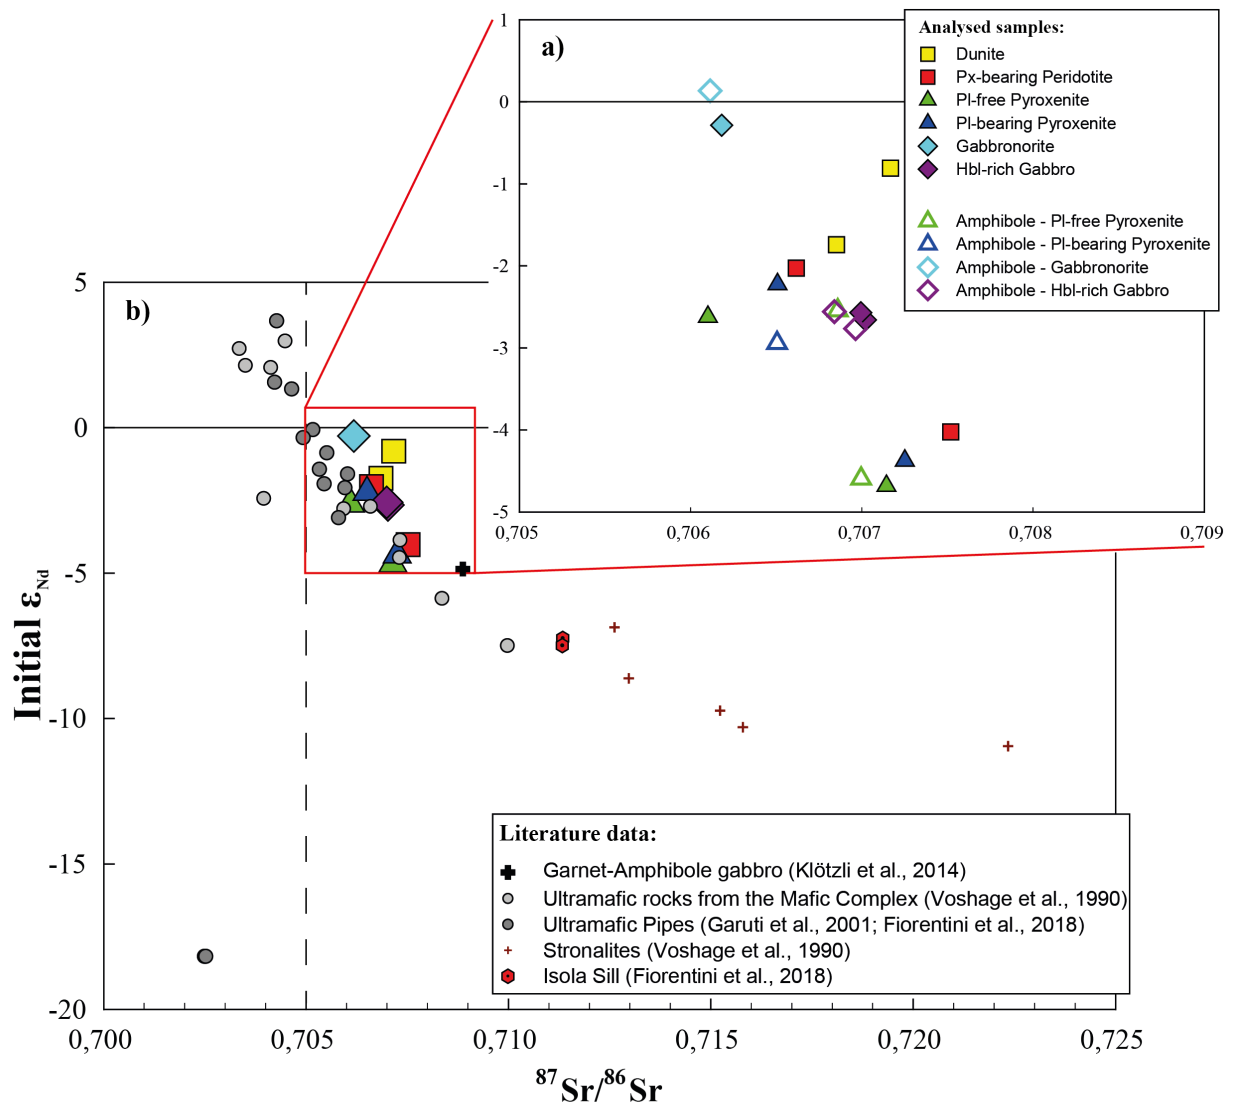 a)
1
0
-1
-2
-3
-4
-5
0,705
0,706
0,707
0,708
0,709
Analysed samples:
Dunite
Px-bearing Peridotite
Pl-free Pyroxenite
Pl-bearing Pyroxenite
Gabbronorite
Hbl-rich Gabbro
Amphibole - Pl-free Pyroxenite
Amphibole - Pl-bearing Pyroxenite
Amphibole - Gabbronorite
Amphibole - Hbl-rich Gabbro
b)
5
0
-5
-10
-15
-20
Initial εNd
0,700
0,705
0,710
0,715
0,720
0,725
87Sr/86Sr
Literature data:
Garnet-Amphibole gabbro (Klötzli et al., 2014)
Ultramafic rocks from the Mafic Complex (Voshage et al., 1990)
Ultramafic Pipes (Garuti et al., 2001; Fiorentini et al., 2018)
Stronalites (Voshage et al., 1990)
Isola Sill (Fiorentini et al., 2018)